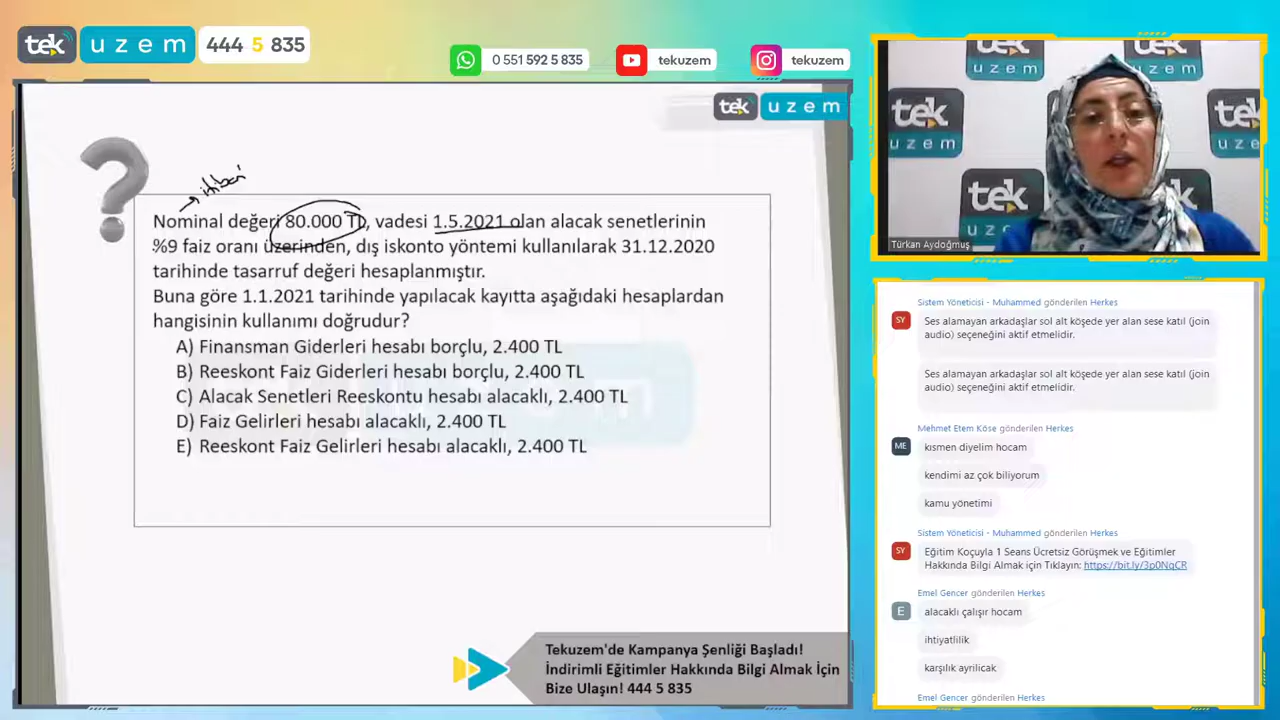 tek uzem 444 5 835
0 551 592 5 835
tekuzem
tekuzem
tek uzem
itibari
Nominal değeri 80.000 TL, vadesi 1.5.2021 olan alacak senetlerinin
%9 faiz oranı üzerinden, dış iskonto yöntemi kullanılarak 31.12.2020
tarihinde tasarruf değeri hesaplanmıştır.
Buna göre 1.1.2021 tarihinde yapılacak kayıtta aşağıdaki hesaplardan
hangisinin kullanımı doğrudur?
A) Finansman Giderleri hesabı borçlu, 2.400 TL
B) Reeskont Faiz Giderleri hesabı borçlu, 2.400 TL
C) Alacak Senetleri Reeskontu hesabı alacaklı, 2.400 TL
D) Faiz Gelirleri hesabı alacaklı, 2.400 TL
E) Reeskont Faiz Gelirleri hesabı alacaklı, 2.400 TL
Tekuzem'de Kampanya Şenliği Başladı!
İndirimli Eğitimler Hakkında Bilgi Almak İçin
Bize Ulaşın! 444 5 835
tek
uzem
tek
uzem
tek
uzem
Türkan Aydoğmuş
Sistem Yöneticisi - Muhammed gönderilen Herkes
SY
Ses alamayan arkadaşlar sol alt köşede yer alan sese katıl (join
audio) seçeneğini aktif etmelidir.
Ses alamayan arkadaşlar sol alt köşede yer alan sese katıl (join
audio) seçeneğini aktif etmelidir.
Mehmet Etem Köse gönderilen Herkes
ME
kısmen diyelim hocam
kendimi az çok biliyorum
kamu yönetimi
Sistem Yöneticisi - Muhammed gönderilen Herkes
SY
Eğitim Koçuyla 1 Seans Ücretsiz Görüşmek ve Eğitimler
Hakkında Bilgi Almak için Tıklayın: https://bit.ly/3p0NqCR
Emel Gencer gönderilen Herkes
E
alacaklı çalışır hocam
ihtiyatlilik
karşılık ayrilicak
Emel Gencer gönderilen Herkes